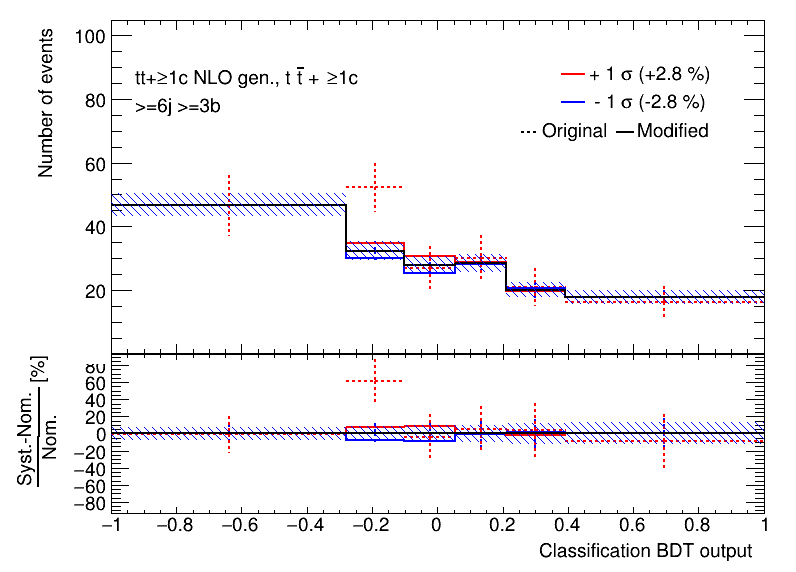 Number of events
100
80
60
40
20
tt+≥1c NLO gen., t t̄ + ≥1c
>=6j >=3b
+ 1 σ (+2.8 %)
- 1 σ (-2.8 %)
Original
Modified
Syst.-Nom.
Nom.
[%]
80
60
40
20
0
−20
−40
−60
−80
−1 −0.8 −0.6 −0.4 −0.2 0 0.2 0.4 0.6 0.8 1
Classification BDT output